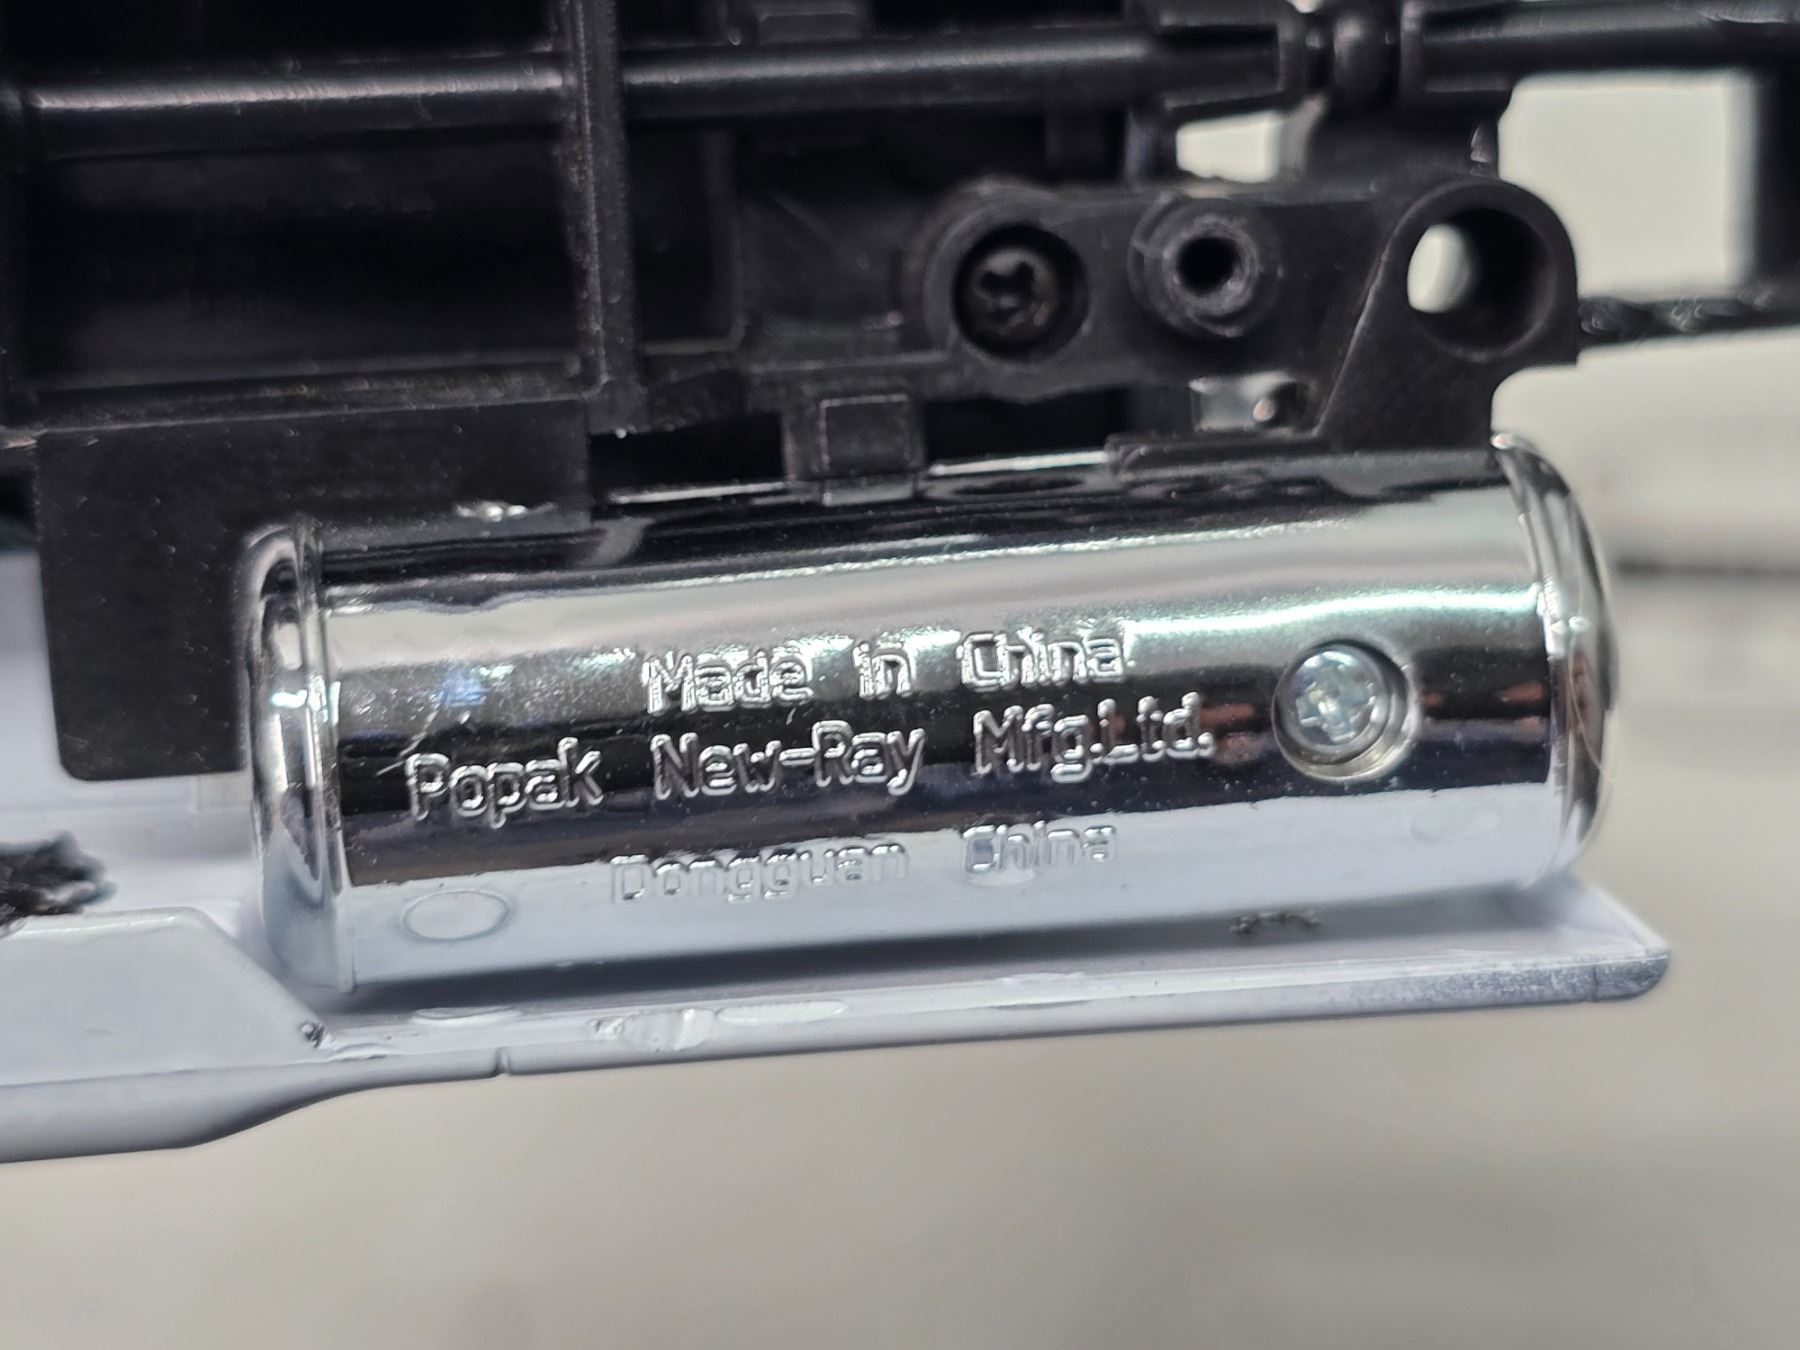 Made in China
Popak New-Ray Mfg.Ltd.
Dongguan China